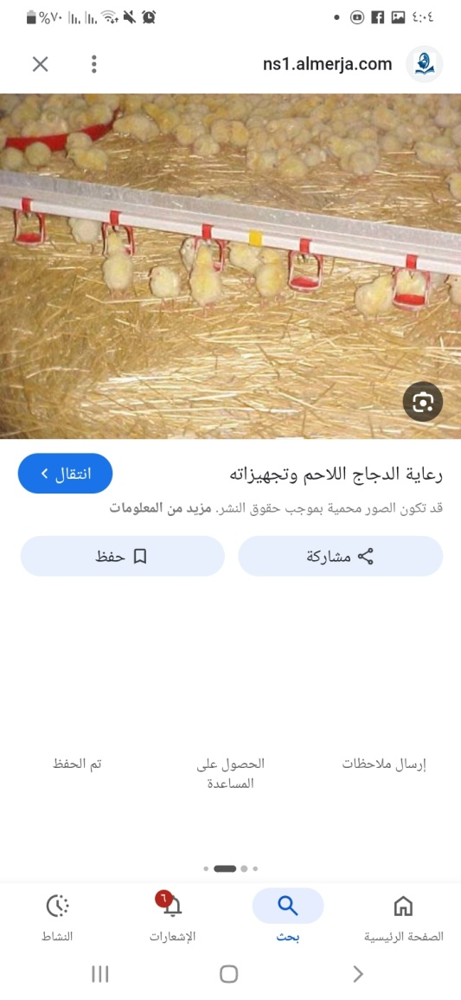 %٧٠
٤:٠٤
ns1.almerja.com
رعاية الدجاج اللاحم وتجهيزاته
انتقال
قد تكون الصور محمية بموجب حقوق النشر. مزيد من المعلومات
مشاركة
حفظ
إرسال ملاحظات
الحصول على
المساعدة
تم الحفظ
٦
الصفحة الرئيسية
بحث
الإشعارات
النشاط